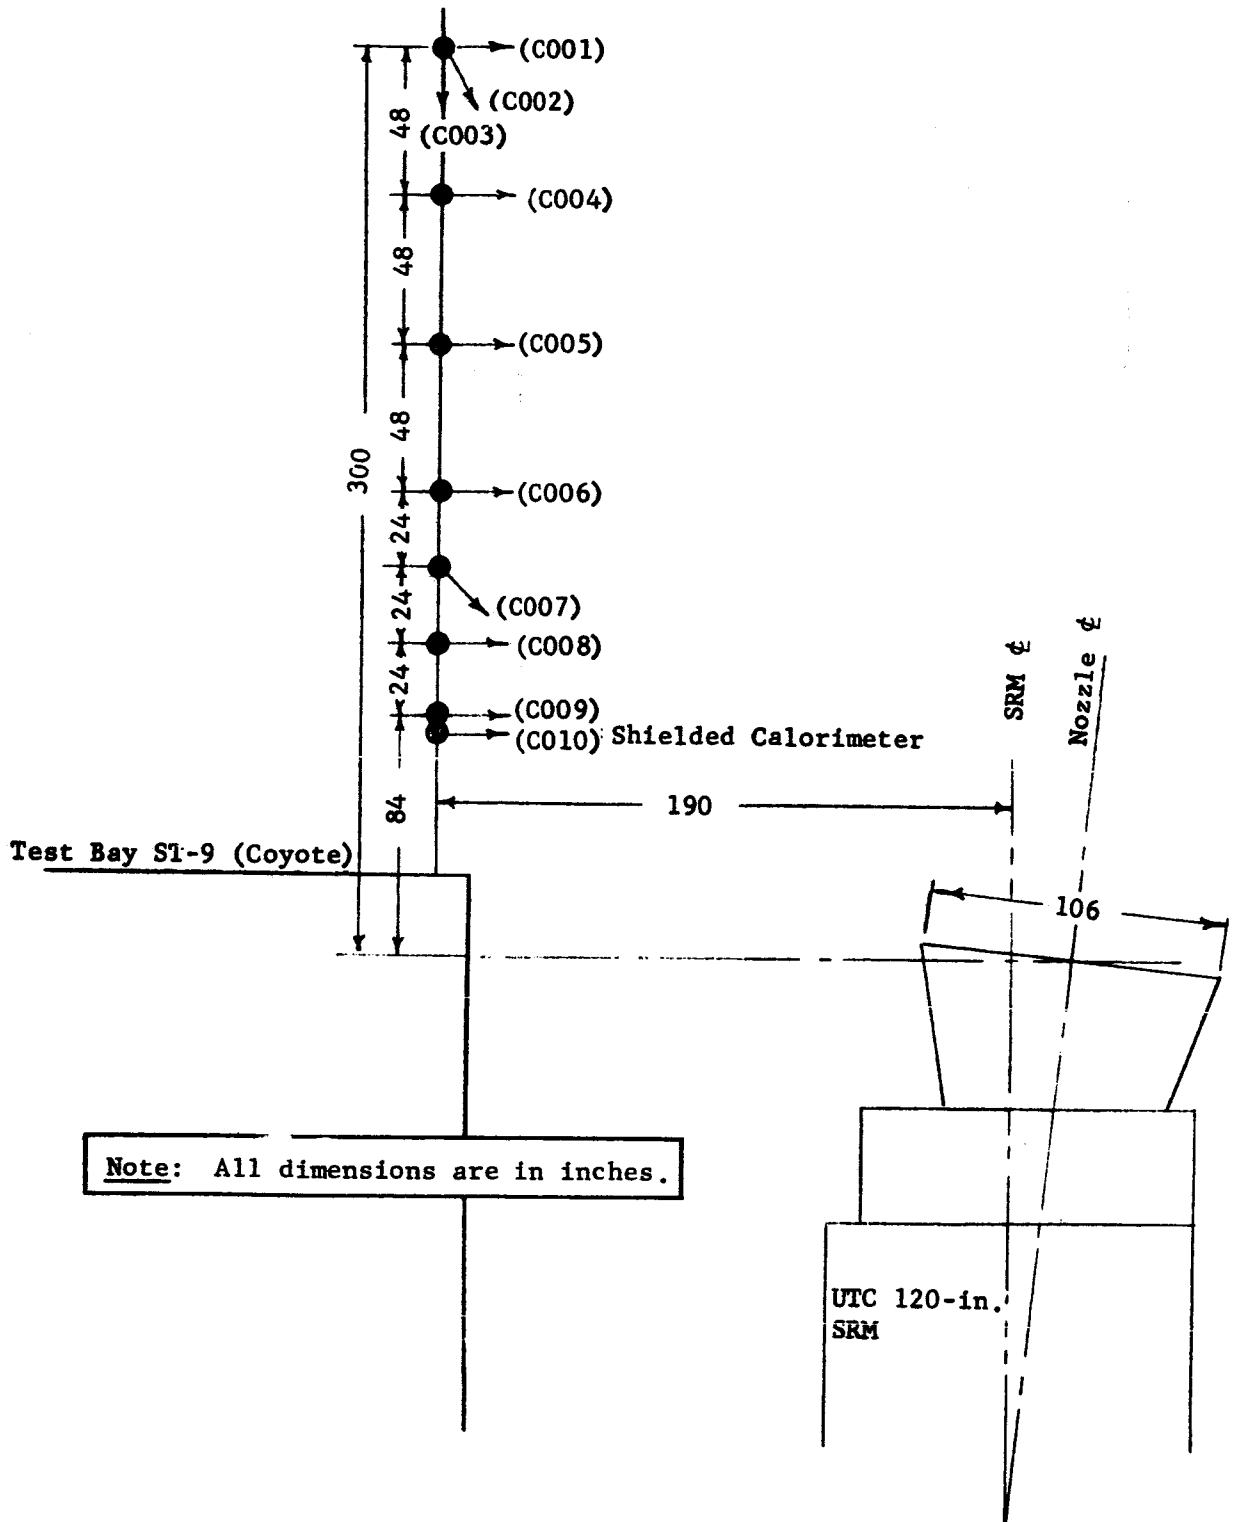 (C001)
(C002)
48
(C003)
(C004)
48
(C005)
48
300
(C006)
24
24
(C007)
(C008)
24
(C009)
(C010) Shielded Calorimeter
SRM ℄
Nozzle ℄
190
84
Test Bay ST-9 (Coyote)
106
Note: All dimensions are in inches.
UTC 120-in.
SRM